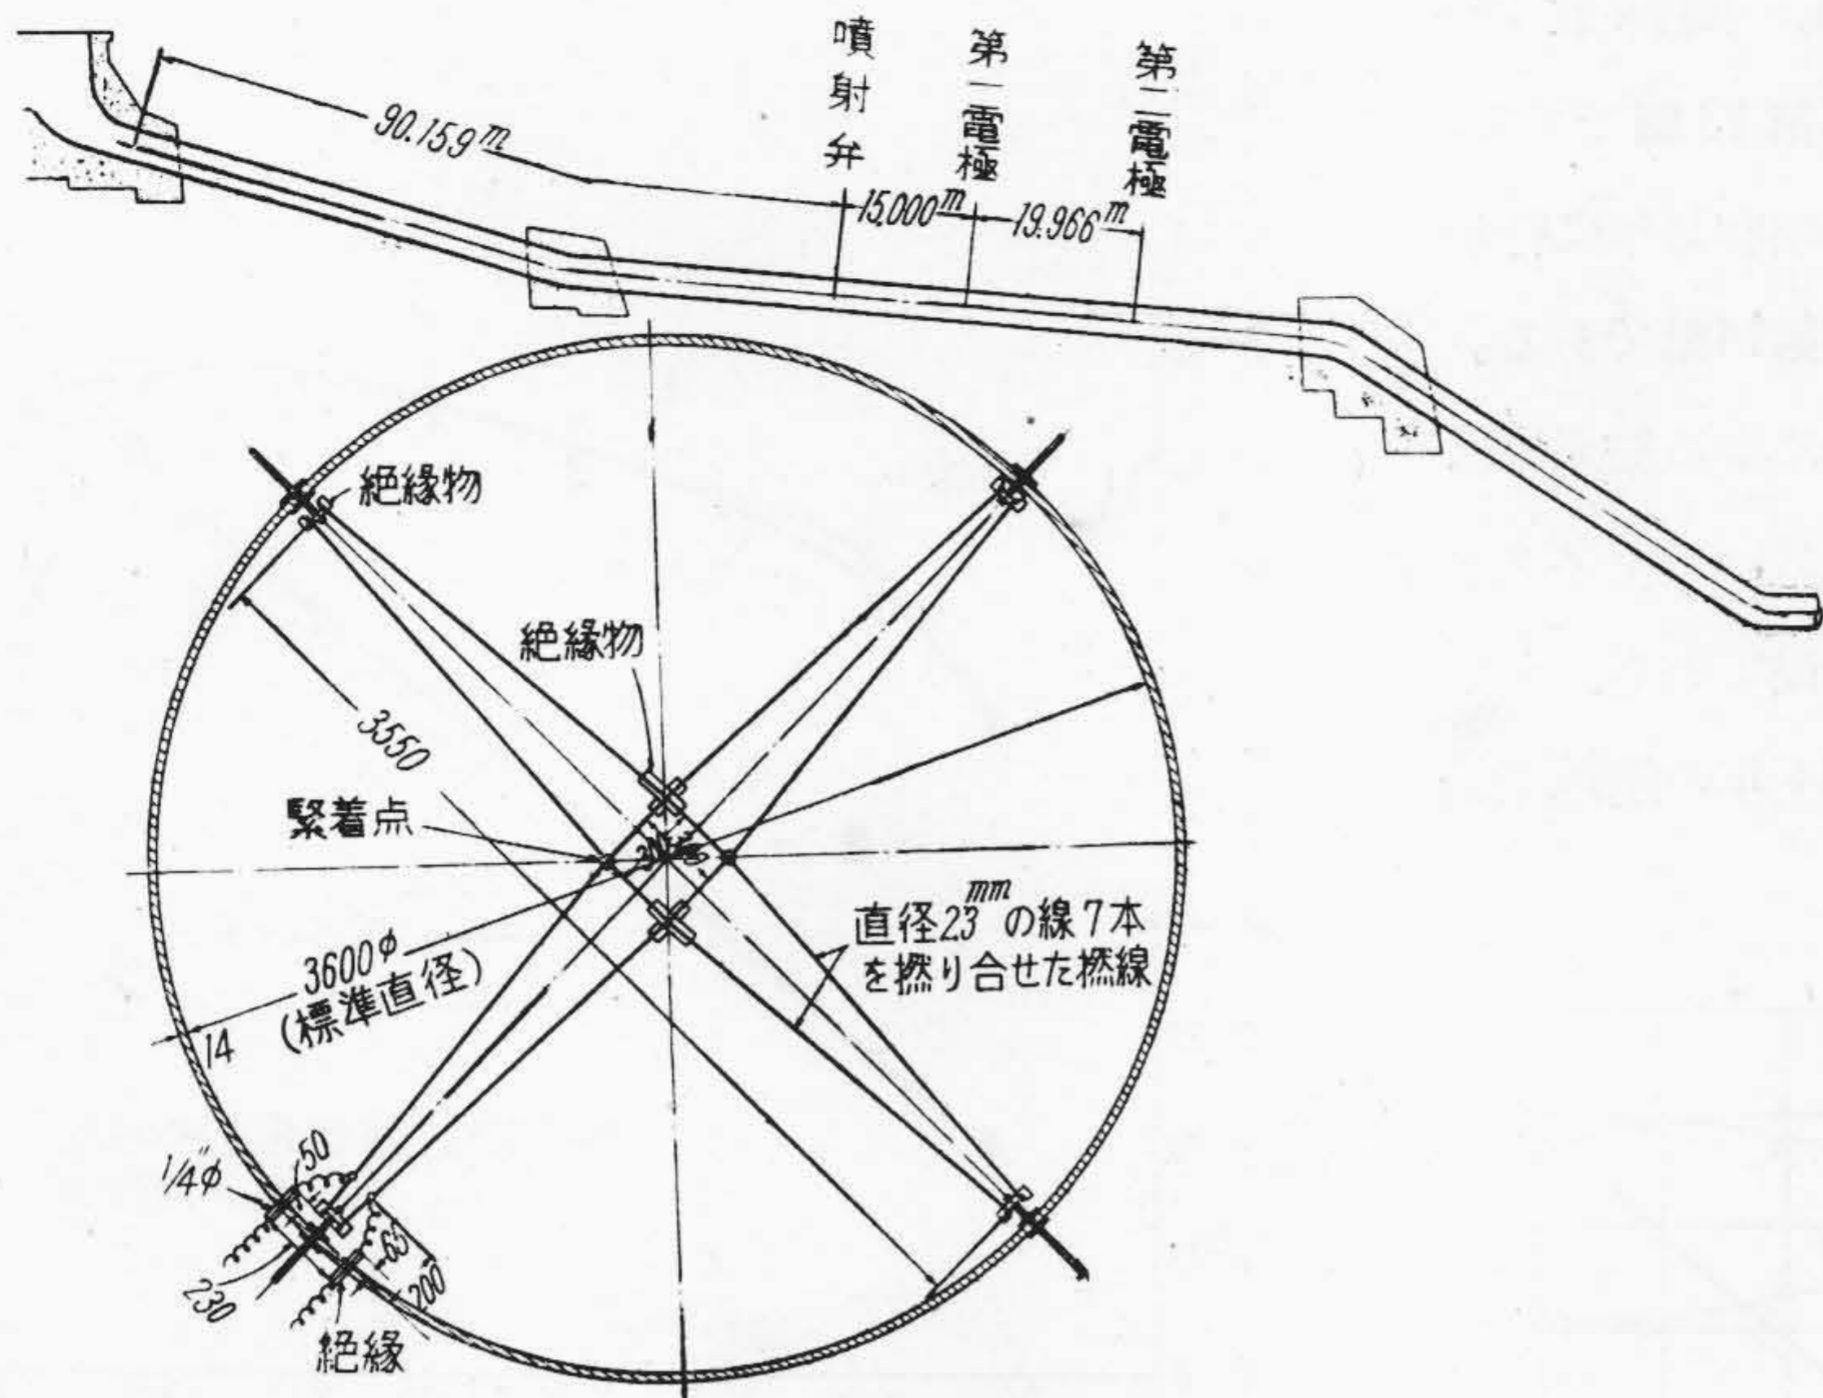 噴射弁
第一電極
第二電極
90.159m
15.000m
19.966m
絶縁物
絶縁物
3550
緊着点
直径23mmの線7本
を撚り合せた撚線
3600φ
(標準直径)
14
1/4"φ
50
63
200
230
絶縁